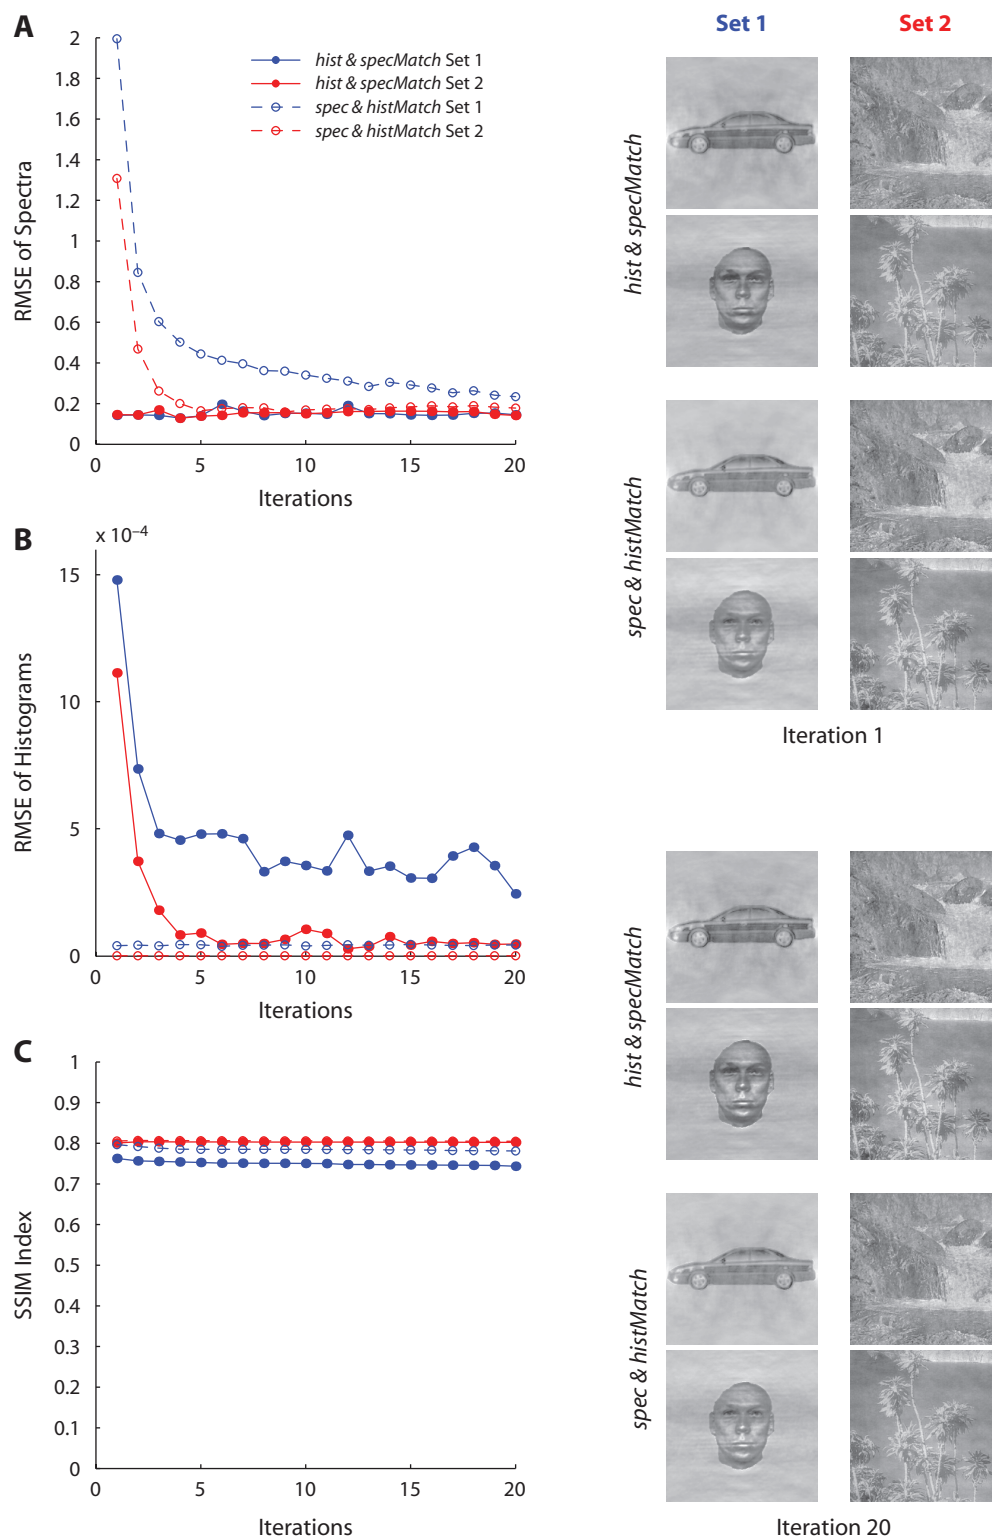 A
2
1.8
1.6
1.4
1.2
1
0.8
0.6
0.4
0.2
0
RMSE of Spectra
hist & specMatch Set 1
hist & specMatch Set 2
spec & histMatch Set 1
spec & histMatch Set 2
0 5 10 15 20
Iterations
B
x 10–4
15
10
5
0
RMSE of Histograms
0 5 10 15 20
Iterations
C
1
0.9
0.8
0.7
0.6
0.5
0.4
0.3
0.2
0.1
0
SSIM Index
0 5 10 15 20
Iterations
Set 1 Set 2
hist & specMatch
spec & histMatch
Iteration 1
hist & specMatch
spec & histMatch
Iteration 20